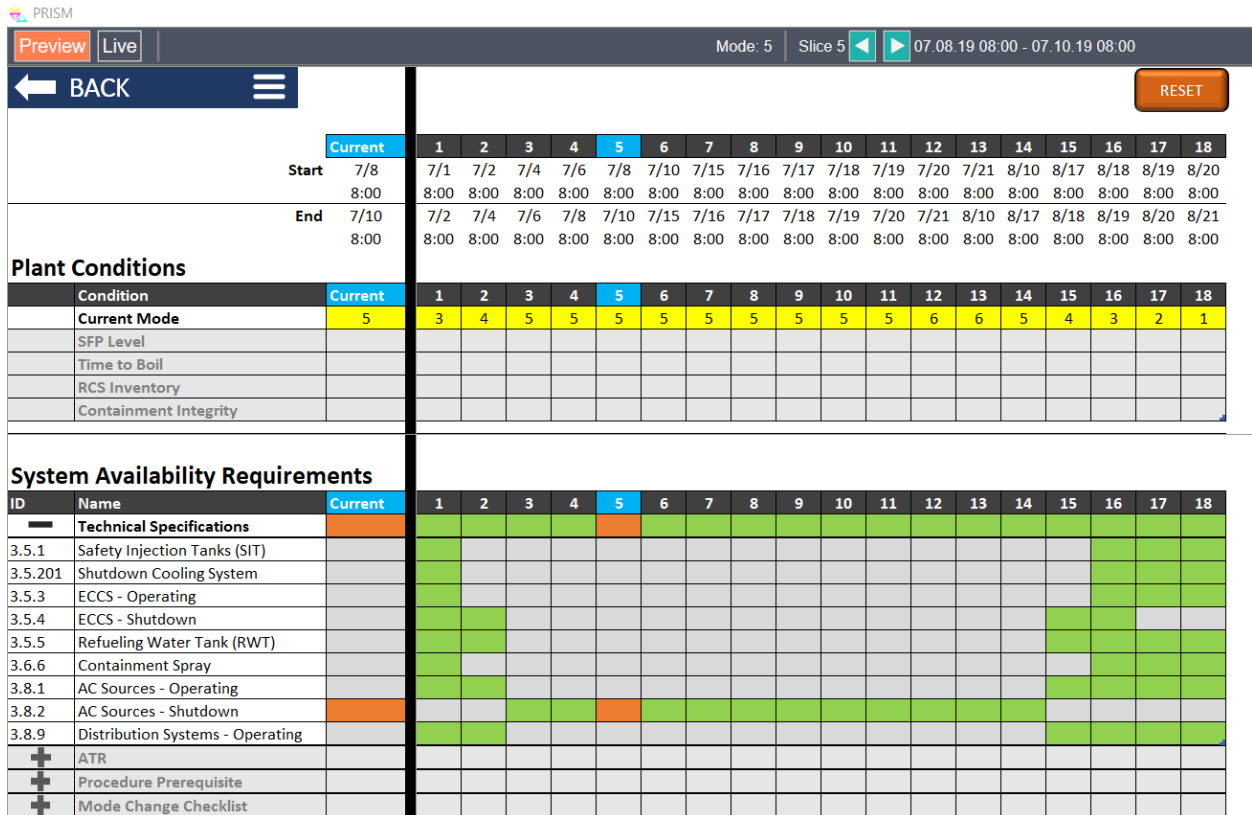 PRISM
Preview Live Mode: 5 Slice 5 07.08.19 08:00 - 07.10.19 08:00
BACK RESET
Current 1 2 3 4 5 6 7 8 9 10 11 12 13 14 15 16 17 18
Start 7/8 7/1 7/2 7/4 7/6 7/8 7/10 7/15 7/16 7/17 7/18 7/19 7/20 7/21 8/10 8/17 8/18 8/19 8/20
8:00 8:00 8:00 8:00 8:00 8:00 8:00 8:00 8:00 8:00 8:00 8:00 8:00 8:00 8:00 8:00 8:00 8:00 8:00
End 7/10 7/2 7/4 7/6 7/8 7/10 7/15 7/16 7/17 7/18 7/19 7/20 7/21 8/10 8/17 8/18 8/19 8/20 8/21
8:00 8:00 8:00 8:00 8:00 8:00 8:00 8:00 8:00 8:00 8:00 8:00 8:00 8:00 8:00 8:00 8:00 8:00 8:00
Plant Conditions
Condition Current 1 2 3 4 5 6 7 8 9 10 11 12 13 14 15 16 17 18
Current Mode 5 3 4 5 5 5 5 5 5 5 5 5 6 6 5 4 3 2 1
SFP Level
Time to Boil
RCS Inventory
Containment Integrity
System Availability Requirements
ID Name Current 1 2 3 4 5 6 7 8 9 10 11 12 13 14 15 16 17 18
Technical Specifications
3.5.1 Safety Injection Tanks (SIT)
3.5.201 Shutdown Cooling System
3.5.3 ECCS - Operating
3.5.4 ECCS - Shutdown
3.5.5 Refueling Water Tank (RWT)
3.6.6 Containment Spray
3.8.1 AC Sources - Operating
3.8.2 AC Sources - Shutdown
3.8.9 Distribution Systems - Operating
ATR
Procedure Prerequisite
Mode Change Checklist